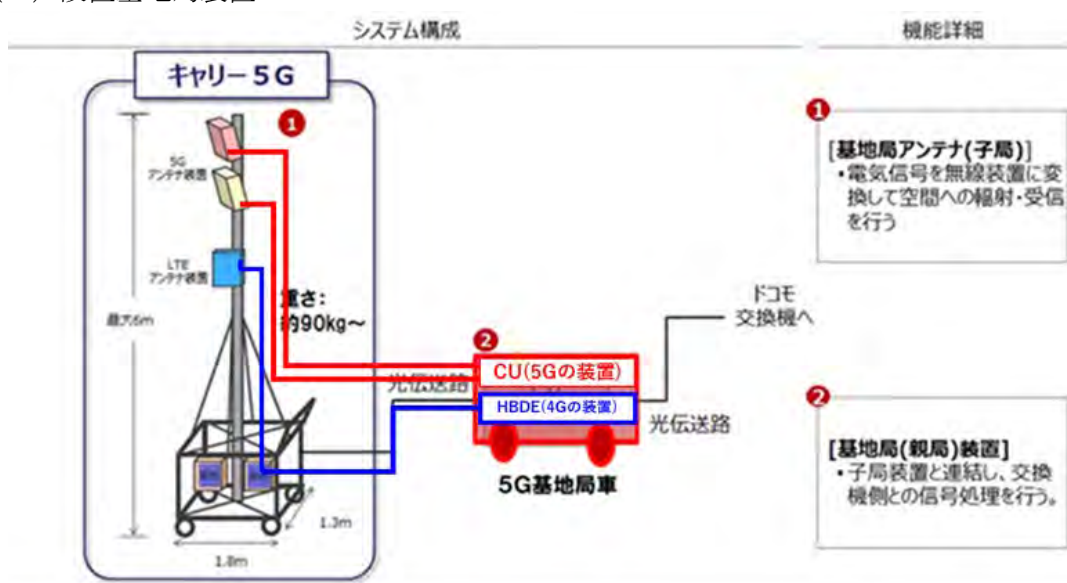 システム構成
機能詳細
キャリー5G
❶
5G
アンテナ装置
LTE
アンテナ装置
最大6m
重さ:
約90kg~
1.3m
1.8m
❷
CU(5Gの装置)
HBDE(4Gの装置)
光伝送路
光伝送路
5G基地局車
ドコモ
交換機へ
❶
[基地局アンテナ(子局)]
・電気信号を無線装置に変
換して空間への輻射・受信
を行う
❷
[基地局(親局)装置]
・子局装置と連結し、交換
機側との信号処理を行う。